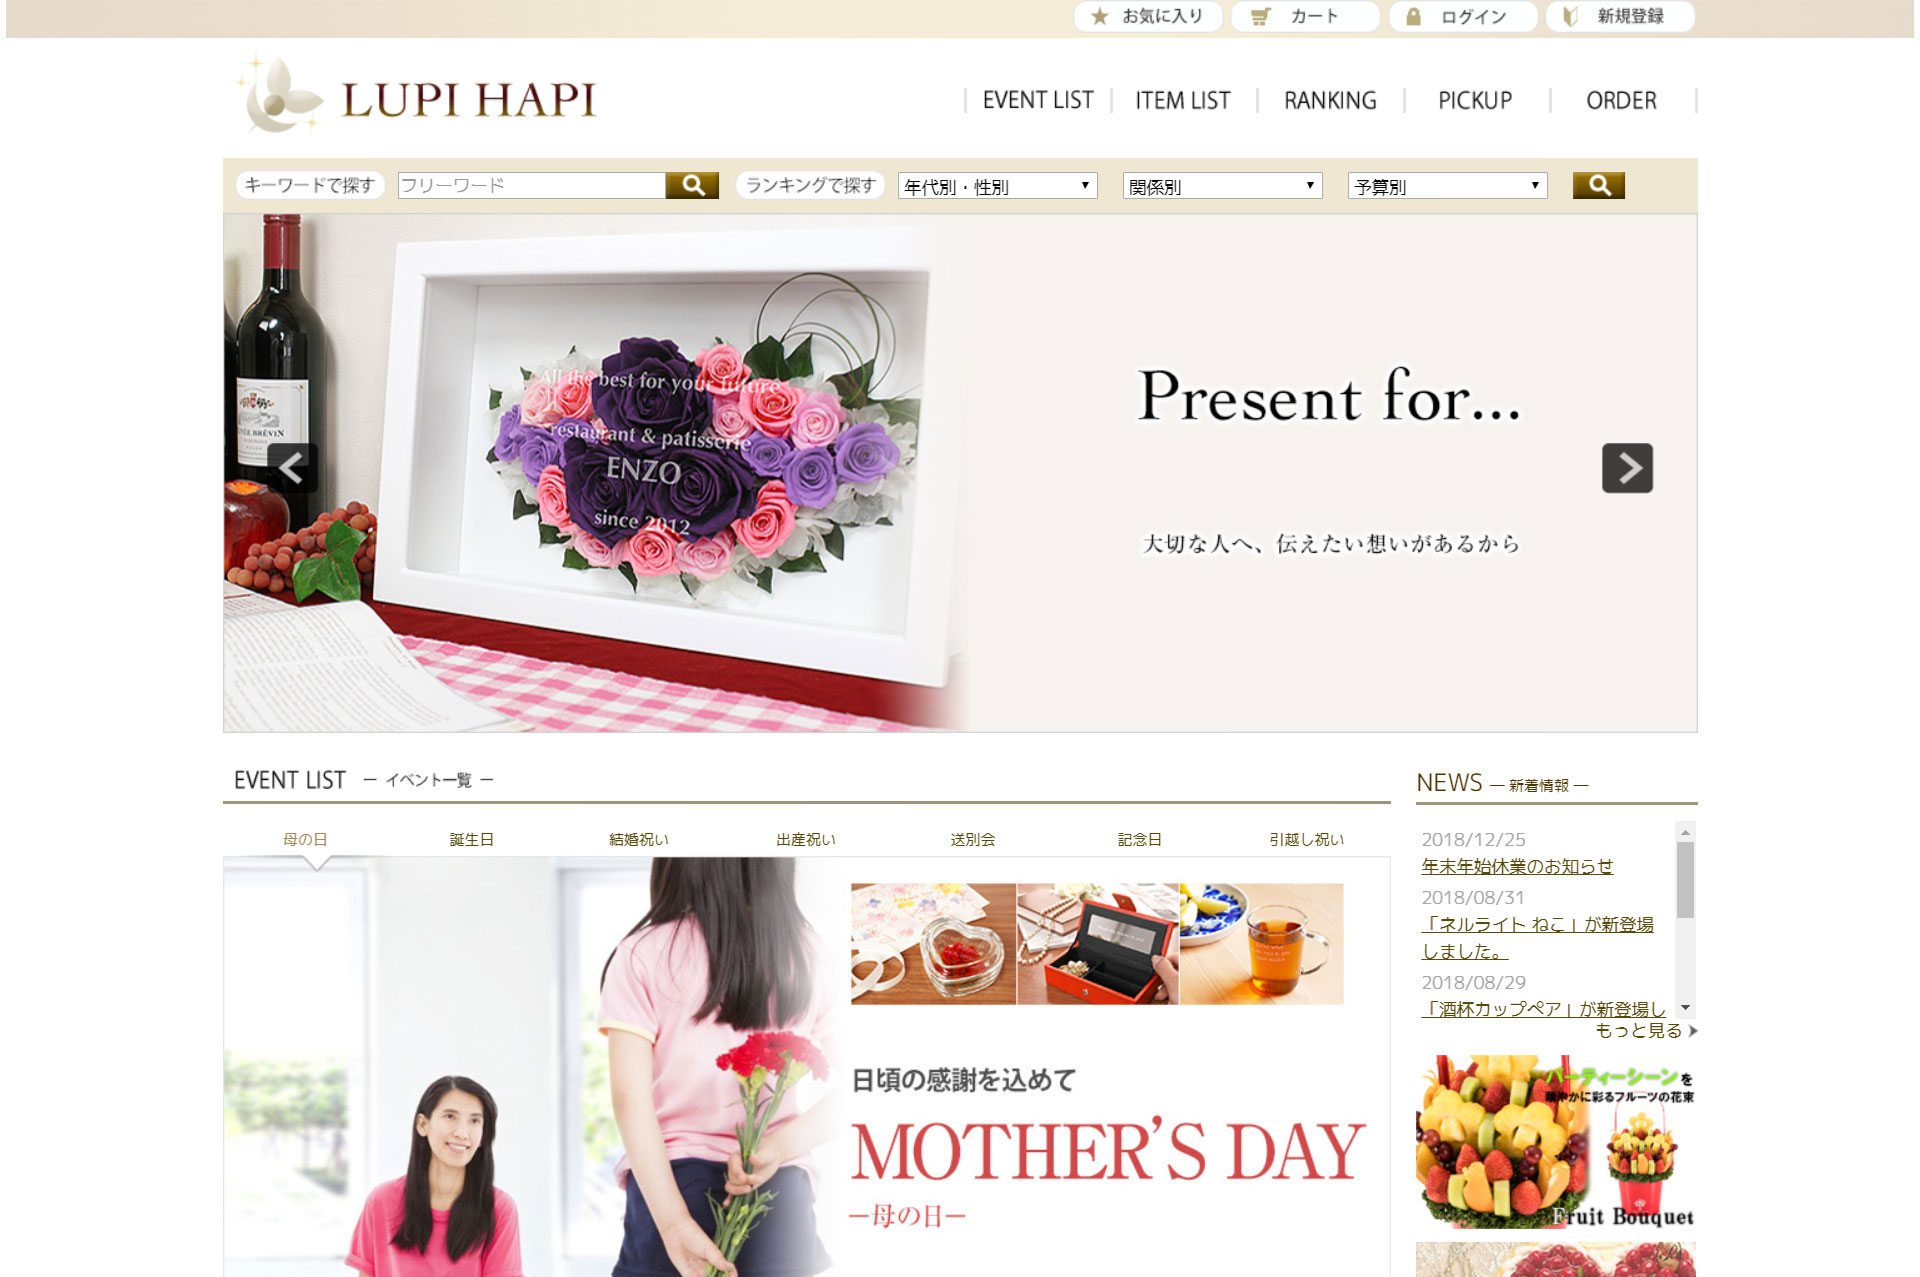 お気に入り
カート
ログイン
新規登録
LUPI HAPI
EVENT LIST
ITEM LIST
RANKING
PICKUP
ORDER
キーワードで探す
フリーワード
ランキングで探す
年代別・性別
関係別
予算別
All the best for your future
restaurant & patisserie
ENZO
since 2012
Present for...
大切な人へ、伝えたい想いがあるから
EVENT LIST ー イベント一覧 ー
母の日
誕生日
結婚祝い
出産祝い
送別会
記念日
引越し祝い
日頃の感謝を込めて
MOTHER'S DAY
ー母の日ー
NEWS ― 新着情報 ―
2018/12/25
年末年始休業のお知らせ
2018/08/31
「ネルライト ねこ」が新登場
しました。
2018/08/29
「酒杯カップペア」が新登場し
もっと見る
パーティーシーンを
華やかに彩るフルーツの花束
Fruit Bouquet